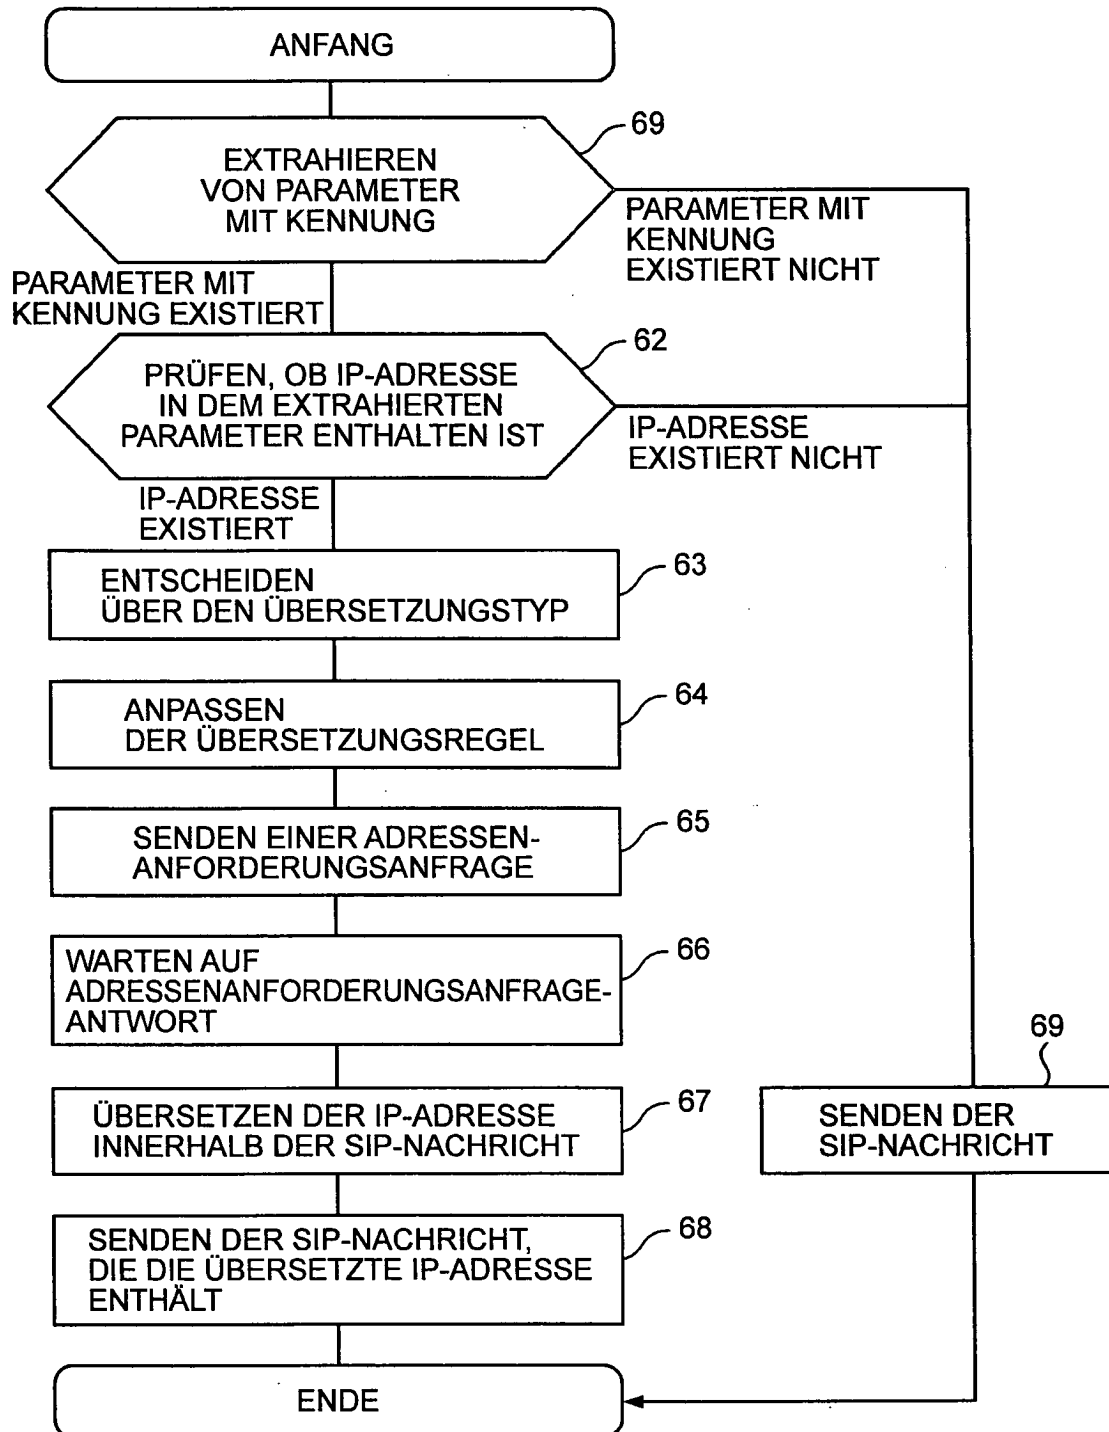 ANFANG
69
EXTRAHIEREN
VON PARAMETER
MIT KENNUNG
PARAMETER MIT
KENNUNG
EXISTIERT NICHT
PARAMETER MIT
KENNUNG EXISTIERT
62
PRÜFEN, OB IP-ADRESSE
IN DEM EXTRAHIERTEN
PARAMETER ENTHALTEN IST
IP-ADRESSE
EXISTIERT NICHT
IP-ADRESSE
EXISTIERT
63
ENTSCHEIDEN
ÜBER DEN ÜBERSETZUNGSTYP
64
ANPASSEN
DER ÜBERSETZUNGSREGEL
65
SENDEN EINER ADRESSEN-
ANFORDERUNGSANFRAGE
66
WARTEN AUF
ADRESSENANFORDERUNGSANFRAGE-
ANTWORT
67
ÜBERSETZEN DER IP-ADRESSE
INNERHALB DER SIP-NACHRICHT
69
SENDEN DER
SIP-NACHRICHT
68
SENDEN DER SIP-NACHRICHT,
DIE DIE ÜBERSETZTE IP-ADRESSE
ENTHÄLT
ENDE